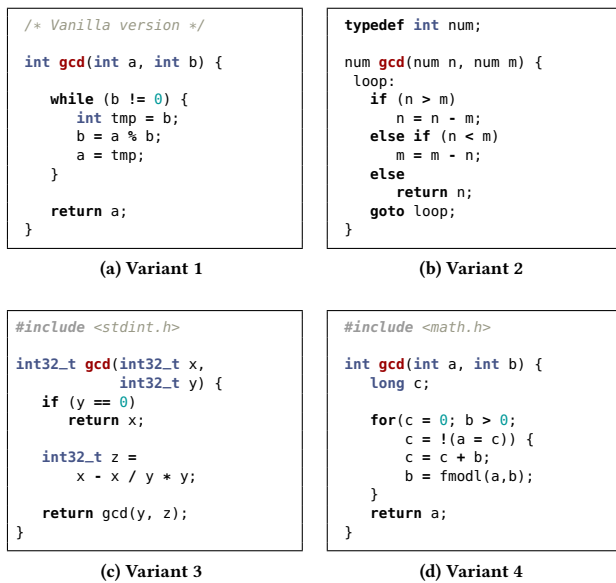 /* Vanilla version */
int gcd(int a, int b) {
while (b != 0) {
int tmp = b;
b = a % b;
a = tmp;
}
return a;
}
(a) Variant 1
typedef int num;
num gcd(num n, num m) {
loop:
if (n > m)
n = n - m;
else if (n < m)
m = m - n;
else
return n;
goto loop;
}
(b) Variant 2
#include <stdint.h>
int32_t gcd(int32_t x,
int32_t y) {
if (y == 0)
return x;
int32_t z =
x - x / y * y;
return gcd(y, z);
}
(c) Variant 3
#include <math.h>
int gcd(int a, int b) {
long c;
for(c = 0; b > 0;
c = !(a = c)) {
c = c + b;
b = fmodl(a,b);
}
return a;
}
(d) Variant 4